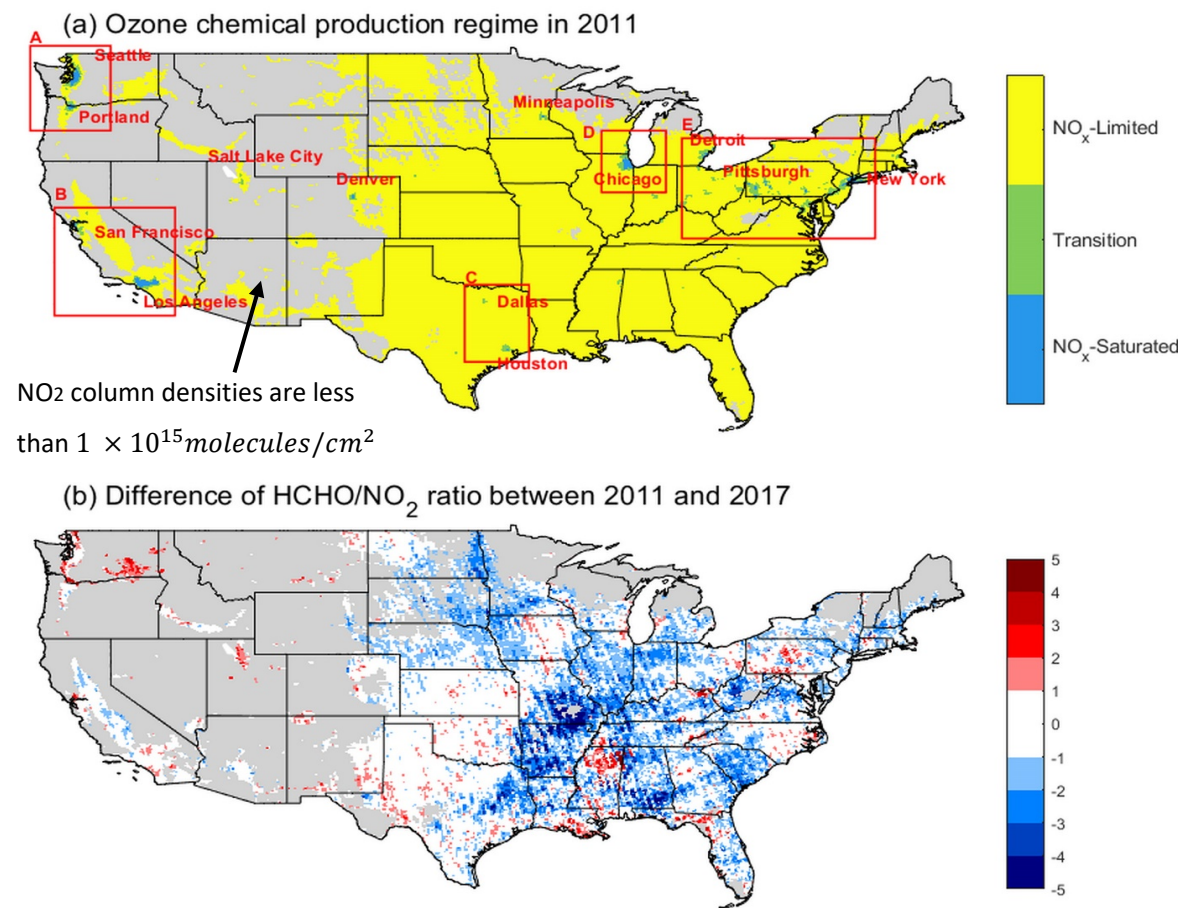 (a) Ozone chemical production regime in 2011
A
Seattle
Portland
Minneapolis
D
E
Detroit
Salt Lake City
Denver
Chicago
Pittsburgh
New York
B
San Francisco
Los Angeles
C
Dallas
Houston
NOx-Limited
Transition
NOx-Saturated
NO2 column densities are less
than 1 × 10^15 molecules/cm^2
(b) Difference of HCHO/NO2 ratio between 2011 and 2017
5
4
3
2
1
0
-1
-2
-3
-4
-5